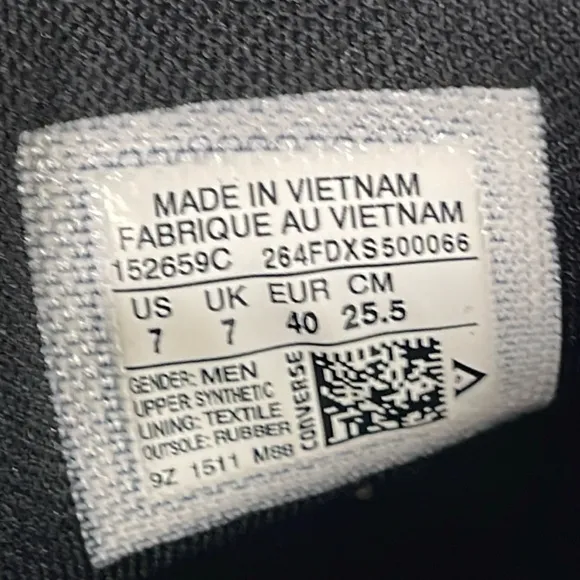 MADE IN VIETNAM
FABRIQUE AU VIETNAM
152659C 264FDXS500066
US UK EUR CM
7 7 40 25.5
GENDER: MEN
UPPER SYNTHETIC
LINING: TEXTILE
OUTSOLE: RUBBER
9Z 1511 M88
CONVERSE